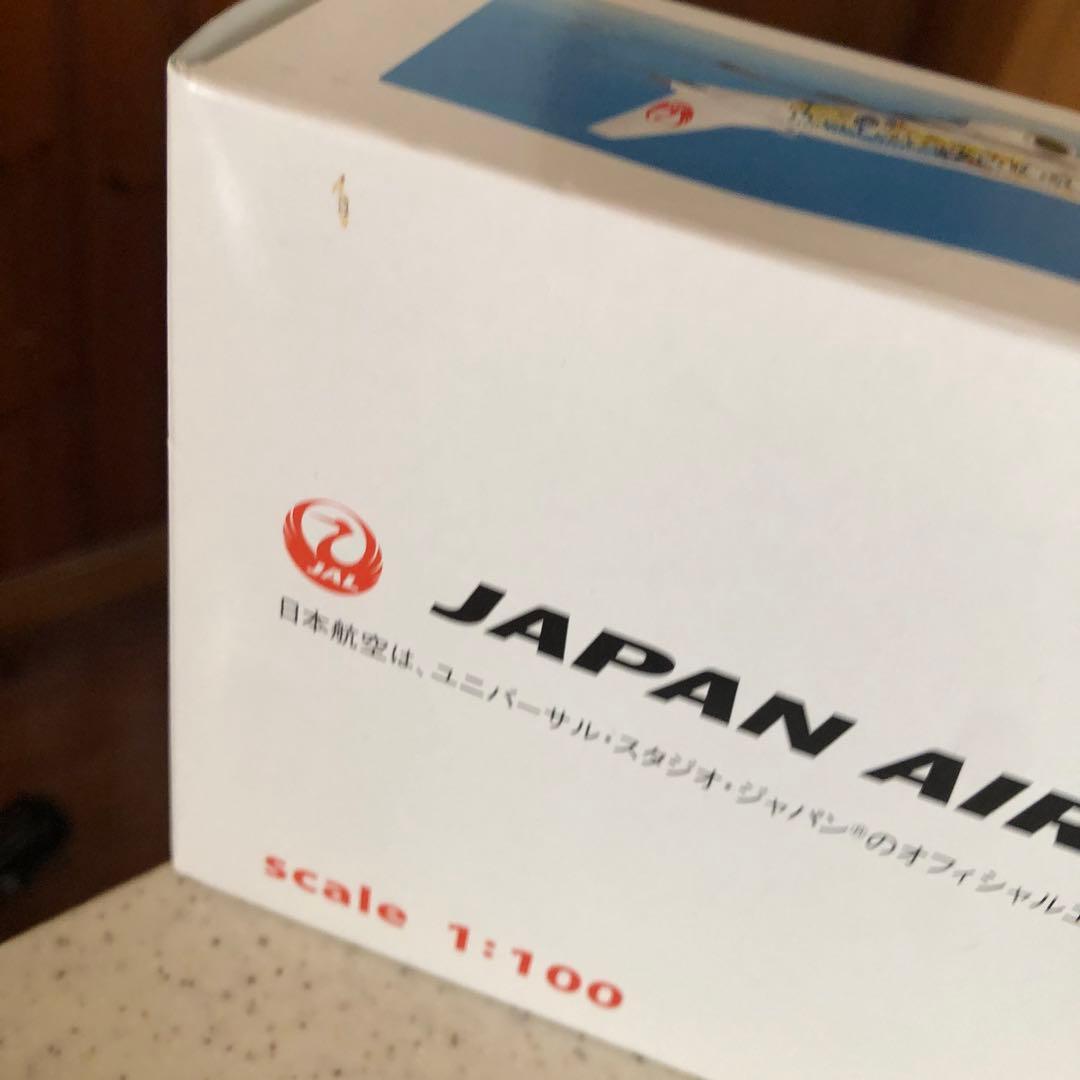 JAL
JAPAN AIR
日本航空は、ユニバーサル・スタジオ・ジャパン®のオフィシャル
scale 1:100